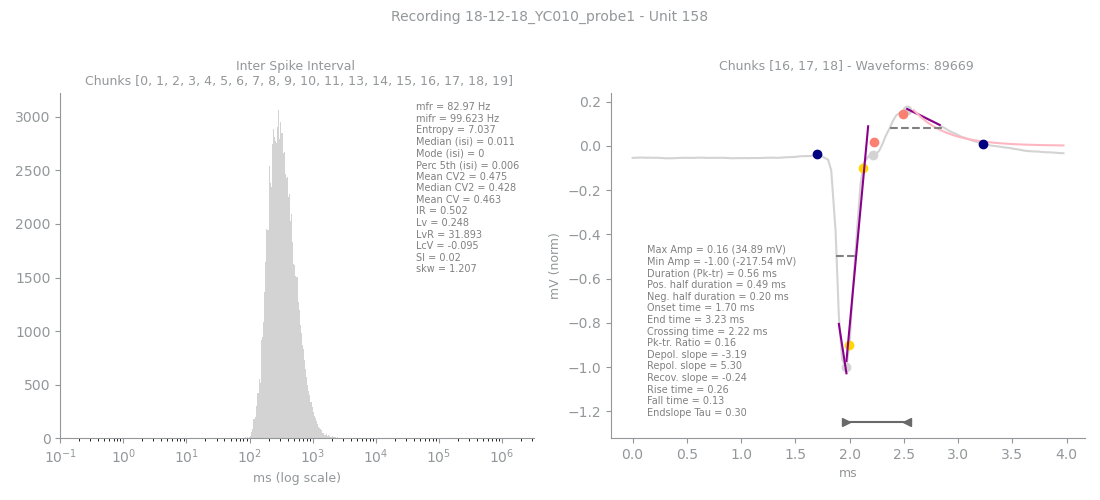 Recording 18-12-18_YC010_probe1 - Unit 158
Inter Spike Interval
Chunks [0, 1, 2, 3, 4, 5, 6, 7, 8, 9, 10, 11, 13, 14, 15, 16, 17, 18, 19]
3000
2500
2000
1500
1000
500
0
mfr = 82.97 Hz
mifr = 99.623 Hz
Entropy = 7.037
Median (isi) = 0.011
Mode (isi) = 0
Perc 5th (isi) = 0.006
Mean CV2 = 0.475
Median CV2 = 0.428
Mean CV = 0.463
IR = 0.502
Lv = 0.248
LvR = 31.893
LcV = -0.095
SI = 0.02
skw = 1.207
10⁻¹ 10⁰ 10¹ 10² 10³ 10⁴ 10⁵ 10⁶
ms (log scale)
Chunks [16, 17, 18] - Waveforms: 89669
mV (norm)
0.2
0.0
−0.2
−0.4
−0.6
−0.8
−1.0
−1.2
Max Amp = 0.16 (34.89 mV)
Min Amp = -1.00 (-217.54 mV)
Duration (Pk-tr) = 0.56 ms
Pos. half duration = 0.49 ms
Neg. half duration = 0.20 ms
Onset time = 1.70 ms
End time = 3.23 ms
Crossing time = 2.22 ms
Pk-tr. Ratio = 0.16
Depol. slope = -3.19
Repol. slope = 5.30
Recov. slope = -0.24
Rise time = 0.26
Fall time = 0.13
Endslope Tau = 0.30
0.0 0.5 1.0 1.5 2.0 2.5 3.0 3.5 4.0
ms